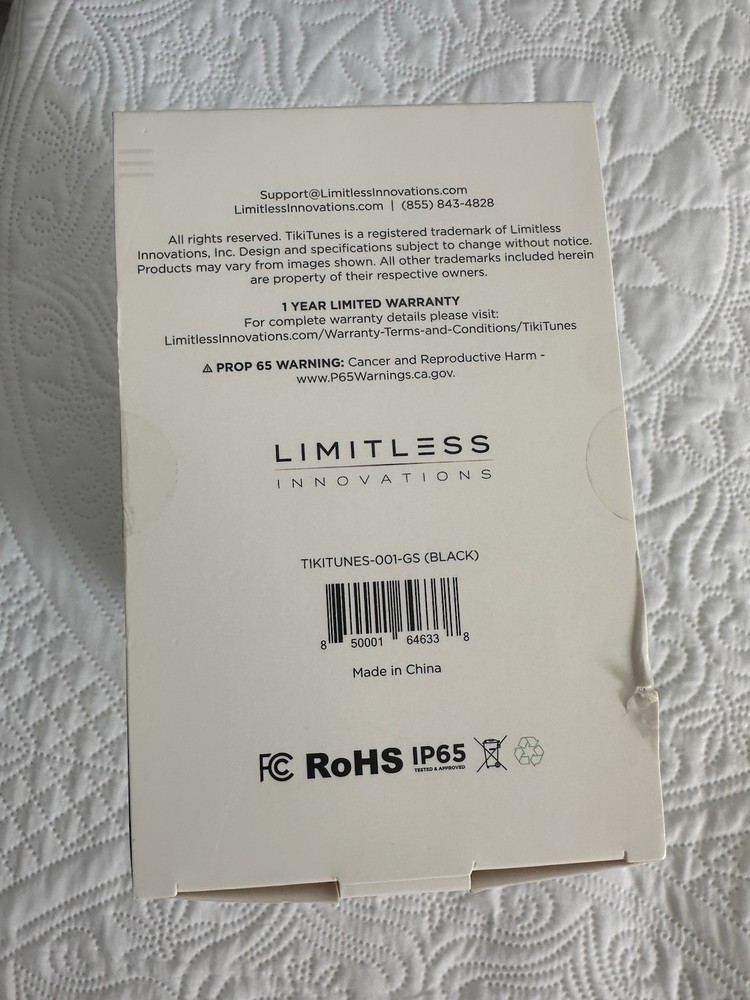 Support@LimitlessInnovations.com
LimitlessInnovations.com | (855) 843-4828
All rights reserved. TikiTunes is a registered trademark of Limitless
Innovations, Inc. Design and specifications subject to change without notice.
Products may vary from images shown. All other trademarks included herein
are property of their respective owners.
1 YEAR LIMITED WARRANTY
For complete warranty details please visit:
LimitlessInnovations.com/Warranty-Terms-and-Conditions/TikiTunes
⚠ PROP 65 WARNING: Cancer and Reproductive Harm -
www.P65Warnings.ca.gov.
LIMITLESS
INNOVATIONS
TIKITUNES-001-GS (BLACK)
8 50001 64633 8
Made in China
FC RoHS IP65
TESTED & APPROVED